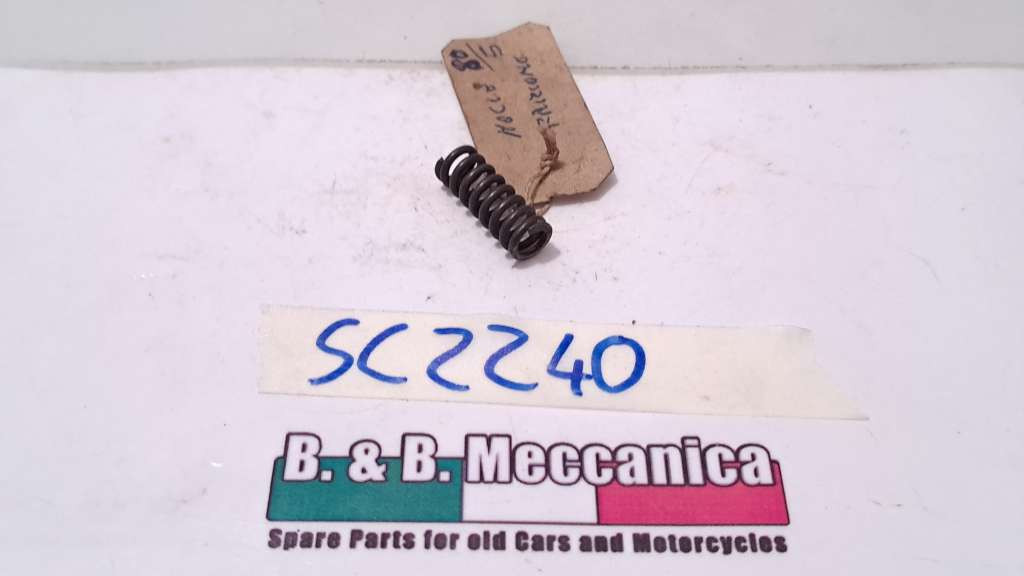 SC2240
B. & B. Meccanica
Spare Parts for old Cars and Motorcycles